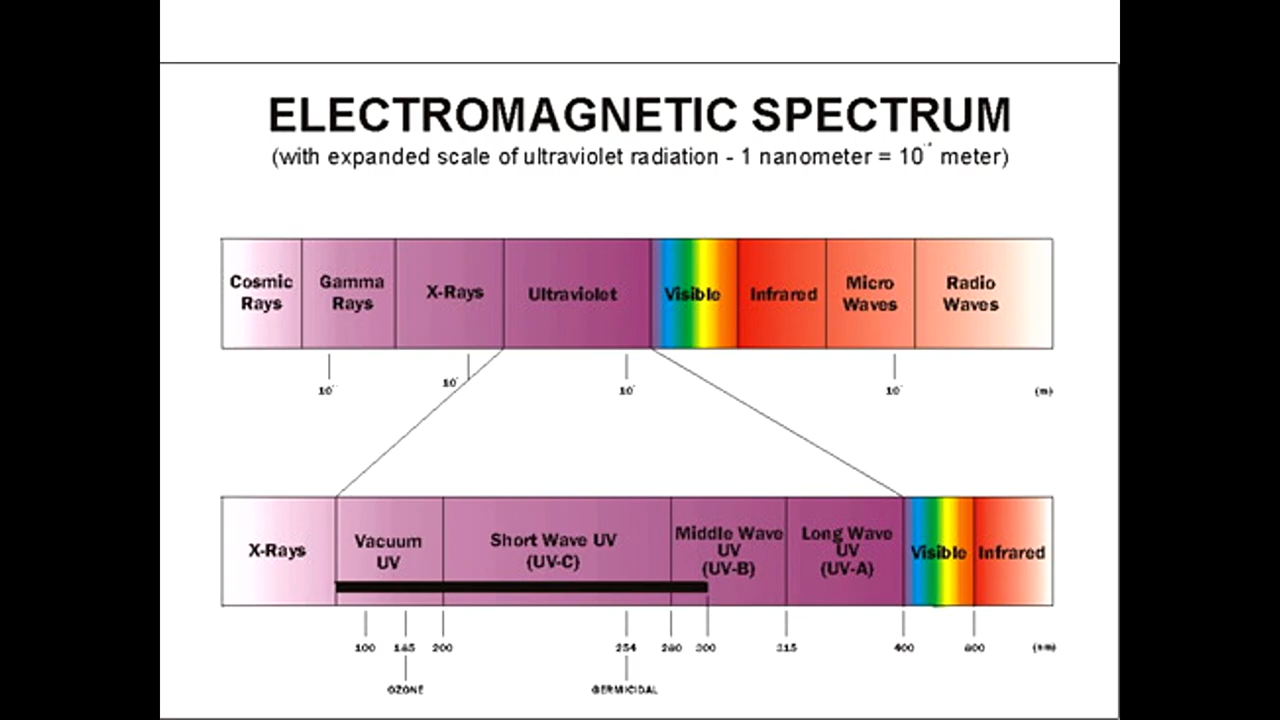 ELECTROMAGNETIC SPECTRUM
(with expanded scale of ultraviolet radiation - 1 nanometer = 10 meter)
Cosmic Rays
Gamma Rays
X-Rays
Ultraviolet
Visible
Infrared
Micro Waves
Radio Waves
10 10 10 10 (m)
X-Rays
Vacuum UV
Short Wave UV (UV-C)
Middle Wave UV (UV-B)
Long Wave UV (UV-A)
Visible
Infrared
100 185 200 254 280 300 315 400 800 (nm)
OZONE GERMICIDAL